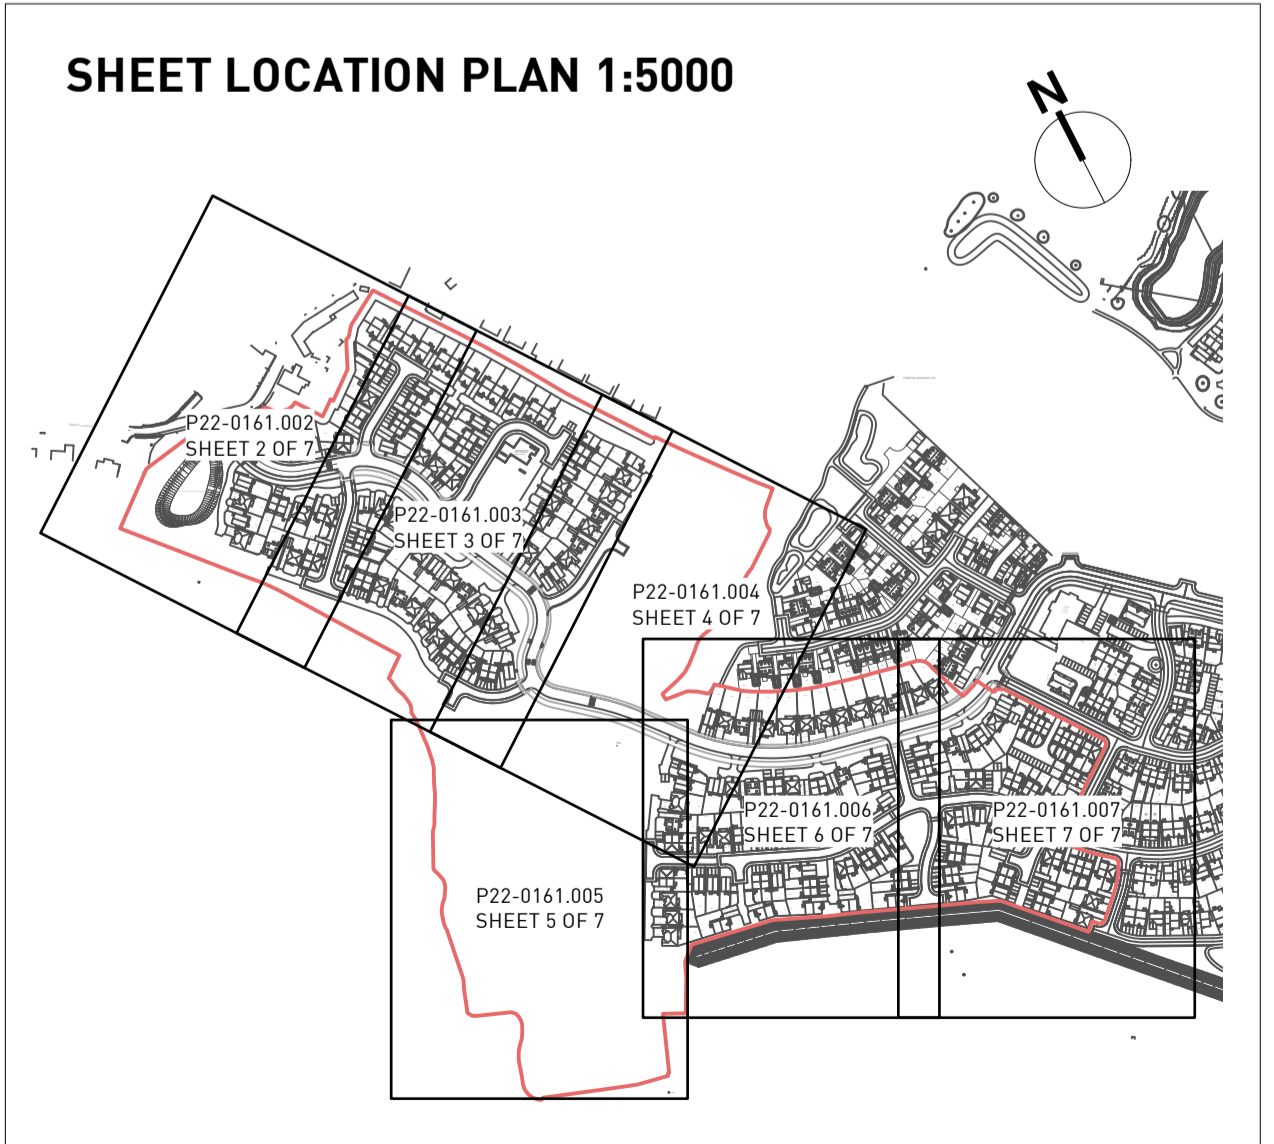 SHEET LOCATION PLAN 1:5000
N
P22-0161.002
SHEET 2 OF 7
P22-0161.003
SHEET 3 OF 7
P22-0161.004
SHEET 4 OF 7
P22-0161.006
SHEET 6 OF 7
P22-0161.007
SHEET 7 OF 7
P22-0161.005
SHEET 5 OF 7